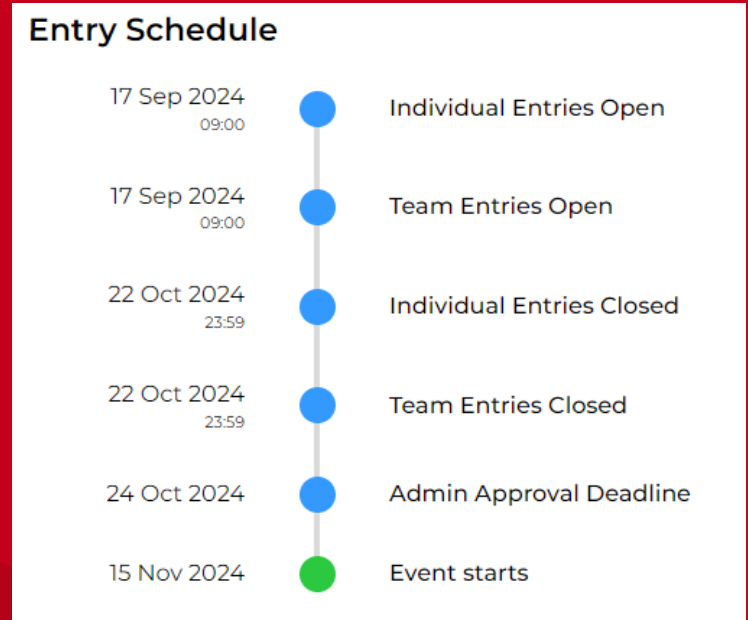 Entry Schedule
17 Sep 2024
09:00
Individual Entries Open
17 Sep 2024
09:00
Team Entries Open
22 Oct 2024
23:59
Individual Entries Closed
22 Oct 2024
23:59
Team Entries Closed
24 Oct 2024
Admin Approval Deadline
15 Nov 2024
Event starts